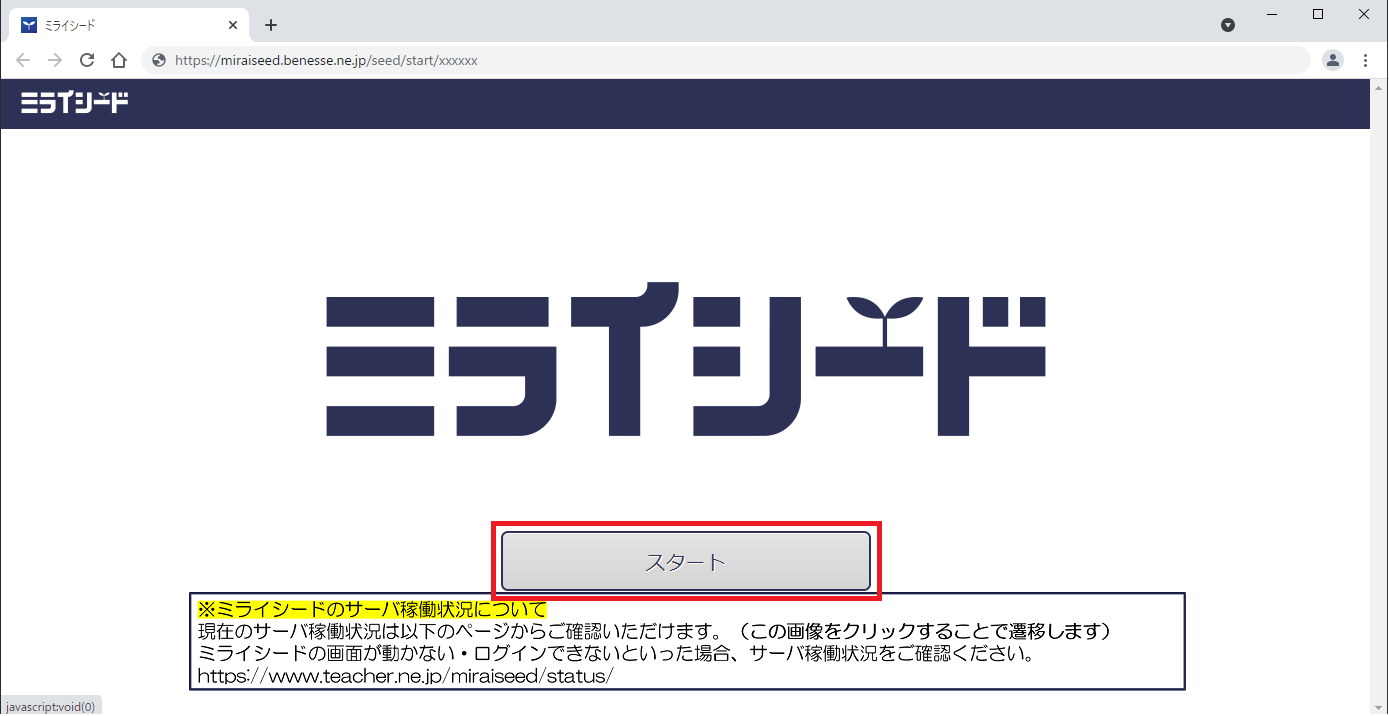 ミライシード
https://miraiseed.benesse.ne.jp/seed/start/xxxxxx
ミライシード
ミライシード
スタート
※ミライシードのサーバ稼働状況について
現在のサーバ稼働状況は以下のページからご確認いただけます。（この画像をクリックすることで遷移します）
ミライシードの画面が動かない・ログインできないといった場合、サーバ稼働状況をご確認ください。
https://www.teacher.ne.jp/miraiseed/status/
javascript:void(0)